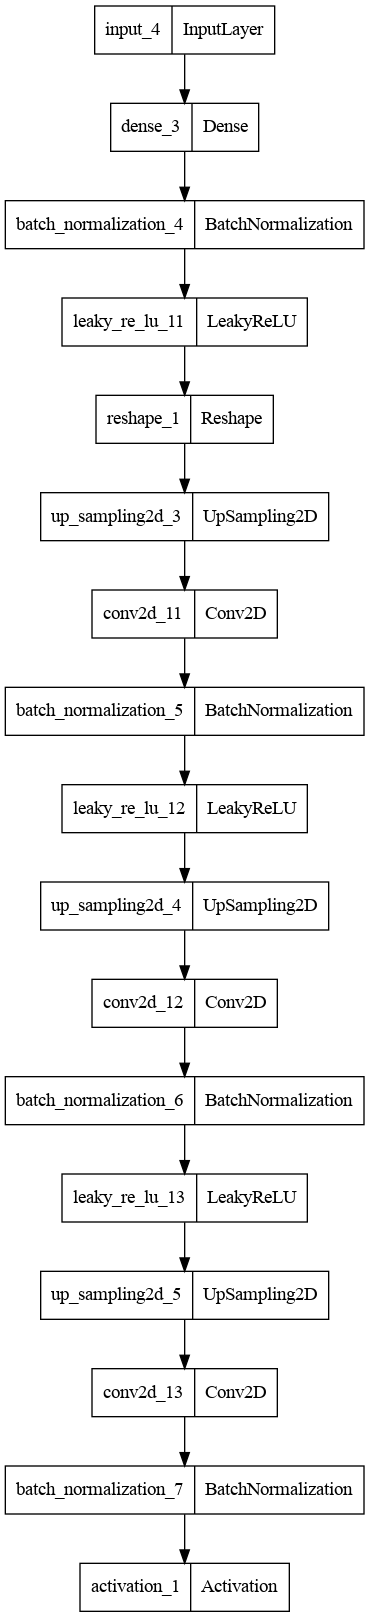 input_4 InputLayer
dense_3 Dense
batch_normalization_4 BatchNormalization
leaky_re_lu_11 LeakyReLU
reshape_1 Reshape
up_sampling2d_3 UpSampling2D
conv2d_11 Conv2D
batch_normalization_5 BatchNormalization
leaky_re_lu_12 LeakyReLU
up_sampling2d_4 UpSampling2D
conv2d_12 Conv2D
batch_normalization_6 BatchNormalization
leaky_re_lu_13 LeakyReLU
up_sampling2d_5 UpSampling2D
conv2d_13 Conv2D
batch_normalization_7 BatchNormalization
activation_1 Activation